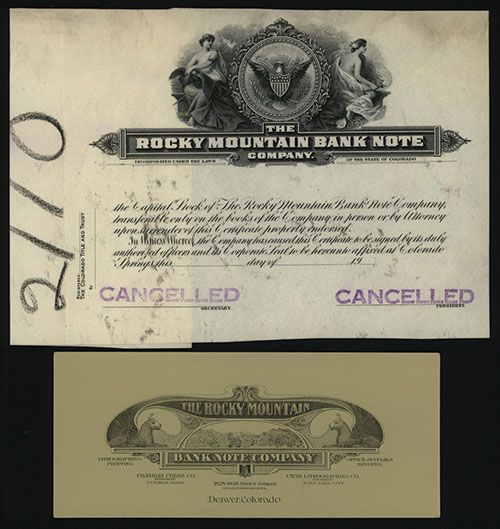 2110
THE
ROCKY MOUNTAIN BANK NOTE
COMPANY.
INCORPORATED UNDER THE LAWS
OF THE STATE OF COLORADO
the Capital Stock of The Rocky Mountain Bank Note Company,
transferable only on the books of the Company in person or by Attorney
upon surrender of this Certificate properly endorsed.
In Witness Whereof, the Company has caused this Certificate to be signed by its duly
authorized officers and its Corporate Seal to be hereunto affixed at Colorado
Springs, this day of 19
THE COLORADO TITLE AND TRUST
CANCELLED
CANCELLED
SECRETARY.
PRESIDENT.
THE ROCKY MOUNTAIN
BANK NOTE COMPANY
LITHOGRAPHING
PRINTING
OFFICE SUPPLIES
BINDING
FRANKLIN PRESS CO.
PUEBLO, COLO.
STOUT STREET
UTAH LITHOGRAPHING CO.
SALT LAKE CITY
Denver, Colorado